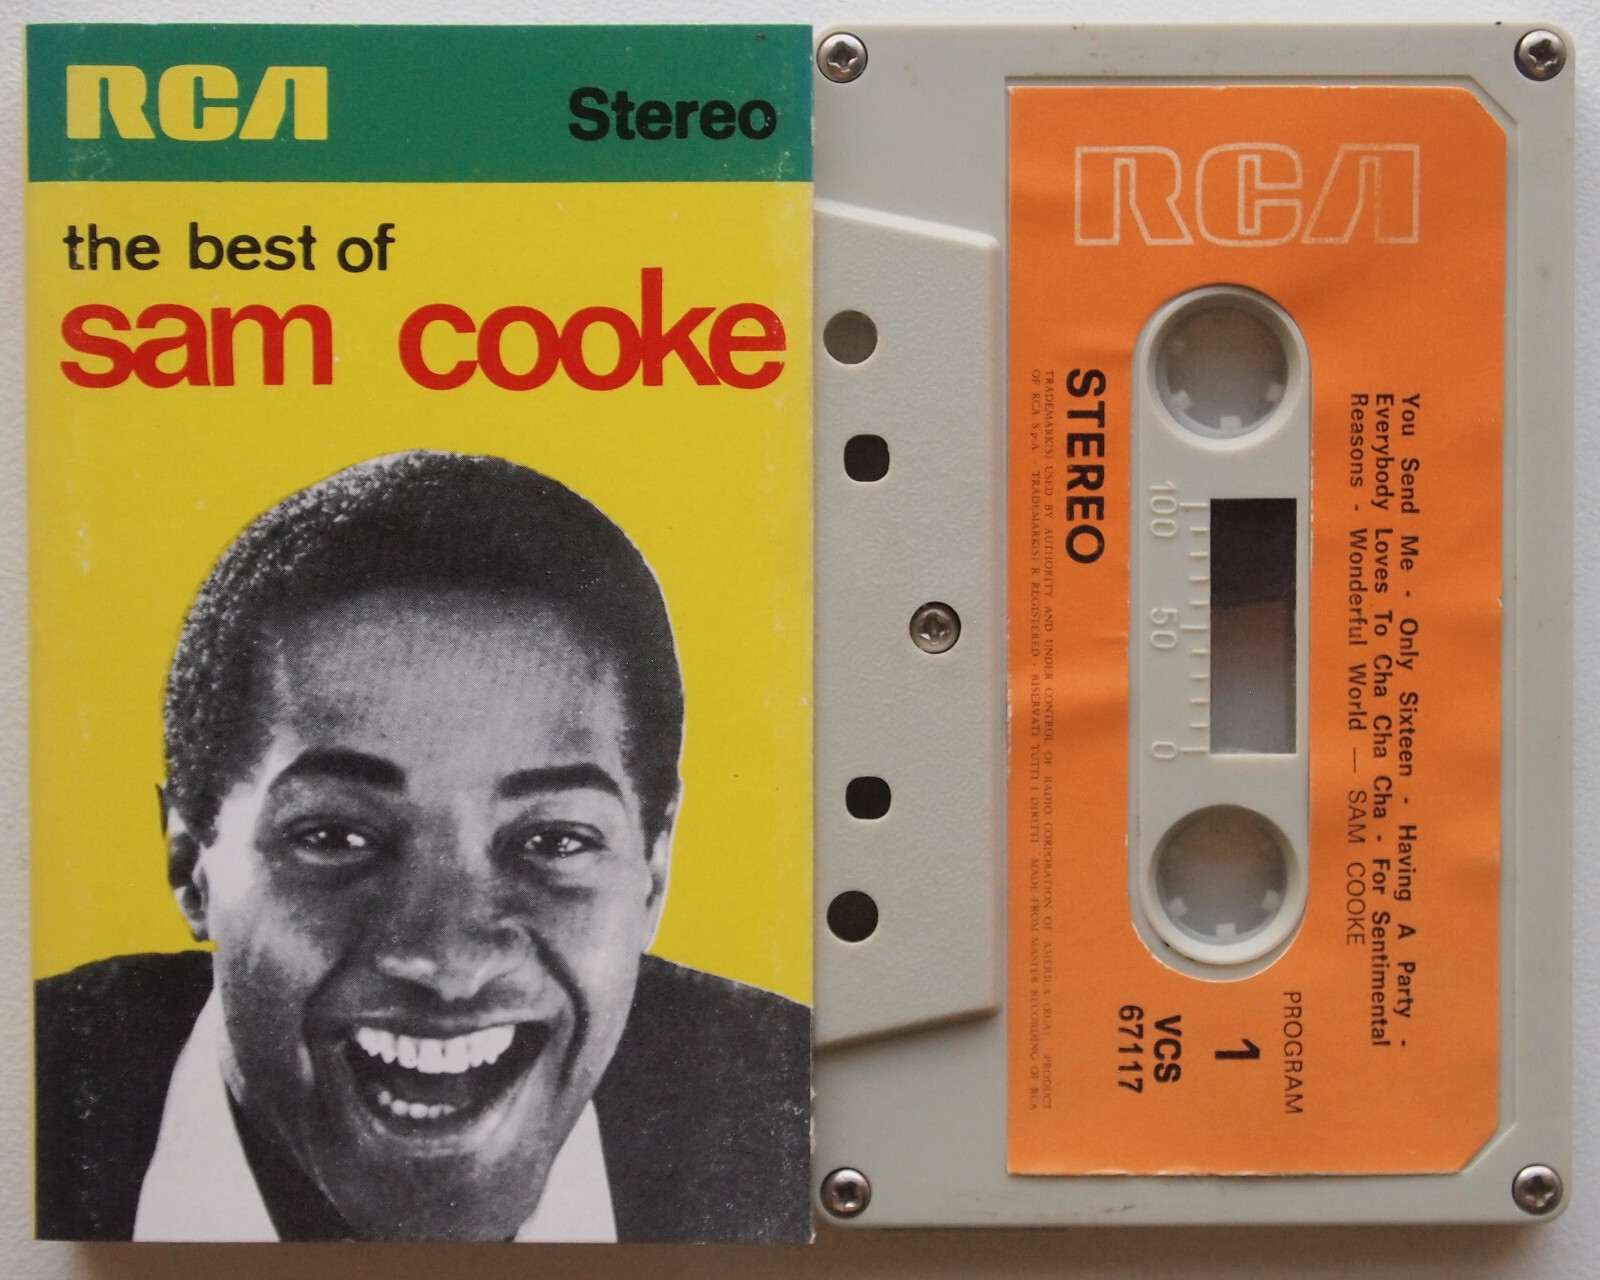 RCA
Stereo
the best of
sam cooke
RCA
You Send Me - Only Sixteen - Having A Party -
Everybody Loves To Cha Cha Cha - For Sentimental
Reasons - Wonderful World — SAM COOKE
PROGRAM
1
VCS
67117
100 50 0
STEREO
TRADEMARK(S) USED BY AUTHORITY AND UNDER CONTROL OF RADIO CORPORATION OF AMERICA (RCA) PRODUCT
OF RCA S.p.A. TRADEMARK(S) R REGISTERED - RISERVATI TUTTI I DIRITTI MADE FROM MASTER RECORDING OF RCA